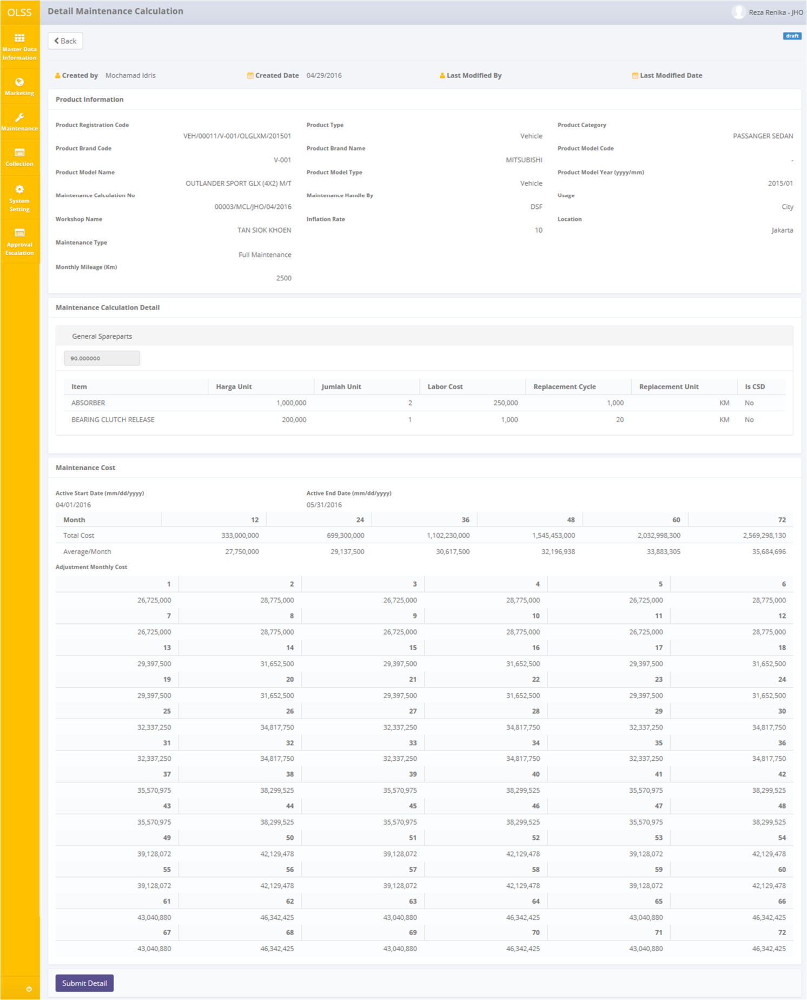 OLSS
Detail Maintenance Calculation
Reza Renika - JHO
Master Data
Information
Marketing
Maintenance
Collection
System
Setting
Approval
Escalation
Back
draft
Created by Mochamad Idris Created Date 04/29/2016 Last Modified By Last Modified Date
Product Information
Product Registration Code Product Type Product Category
VEH/00011/V-001/OLGLXM/201501 Vehicle PASSANGER SEDAN
Product Brand Code Product Brand Name Product Model Code
V-001 MITSUBISHI -
Product Model Name Product Model Type Product Model Year (yyyy/mm)
OUTLANDER SPORT GLX (4X2) M/T Vehicle 2015/01
Maintenance Calculation No Maintenance Handle By Usage
00003/MCL/JHO/04/2016 DSF City
Workshop Name Inflation Rate Location
TAN SIOK KHOEN 10 Jakarta
Maintenance Type
Full Maintenance
Monthly Mileage (Km)
2500
Maintenance Calculation Detail
General Spareparts
90.000000
Item Harga Unit Jumlah Unit Labor Cost Replacement Cycle Replacement Unit Is CSD
ABSORBER 1,000,000 2 250,000 1,000 KM No
BEARING CLUTCH RELEASE 200,000 1 1,000 20 KM No
Maintenance Cost
Active Start Date (mm/dd/yyyy) Active End Date (mm/dd/yyyy)
04/01/2016 05/31/2016
Month 12 24 36 48 60 72
Total Cost 333,000,000 699,300,000 1,102,230,000 1,545,453,000 2,032,998,300 2,569,298,130
Average/Month 27,750,000 29,137,500 30,617,500 32,196,938 33,883,305 35,684,696
Adjustment Monthly Cost
1 2 3 4 5 6
26,725,000 28,775,000 26,725,000 28,775,000 26,725,000 28,775,000
7 8 9 10 11 12
26,725,000 28,775,000 26,725,000 28,775,000 26,725,000 28,775,000
13 14 15 16 17 18
29,397,500 31,652,500 29,397,500 31,652,500 29,397,500 31,652,500
19 20 21 22 23 24
29,397,500 31,652,500 29,397,500 31,652,500 29,397,500 31,652,500
25 26 27 28 29 30
32,337,250 34,817,750 32,337,250 34,817,750 32,337,250 34,817,750
31 32 33 34 35 36
32,337,250 34,817,750 32,337,250 34,817,750 32,337,250 34,817,750
37 38 39 40 41 42
35,570,975 38,299,525 35,570,975 38,299,525 35,570,975 38,299,525
43 44 45 46 47 48
35,570,975 38,299,525 35,570,975 38,299,525 35,570,975 38,299,525
49 50 51 52 53 54
39,128,072 42,129,478 39,128,072 42,129,478 39,128,072 42,129,478
55 56 57 58 59 60
39,128,072 42,129,478 39,128,072 42,129,478 39,128,072 42,129,478
61 62 63 64 65 66
43,040,880 46,342,425 43,040,880 46,342,425 43,040,880 46,342,425
67 68 69 70 71 72
43,040,880 46,342,425 43,040,880 46,342,425 43,040,880 46,342,425
Submit Detail